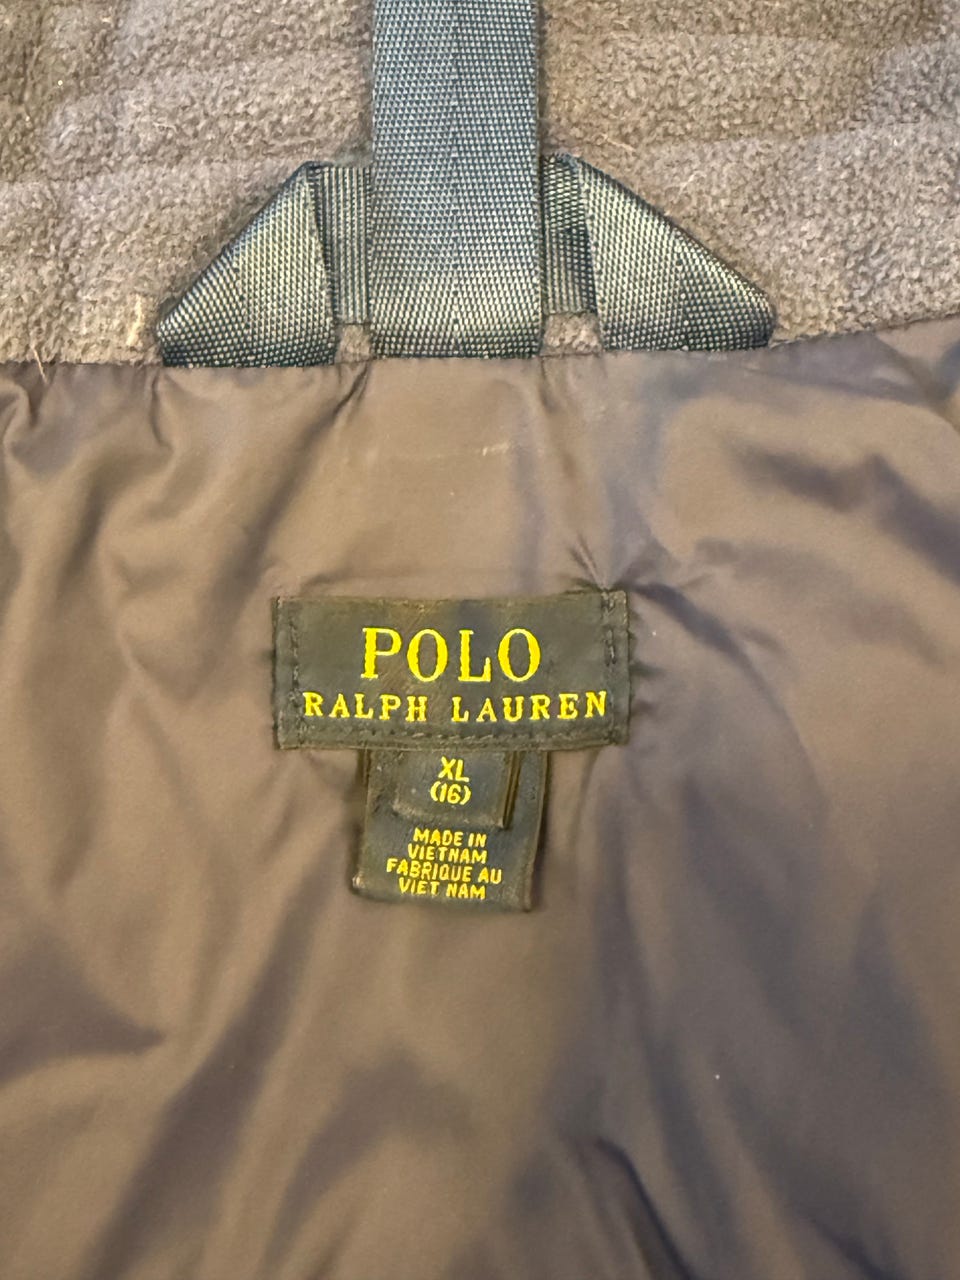 POLO
RALPH LAUREN
XL
(16)
MADE IN
VIETNAM
FABRIQUE AU
VIET NAM